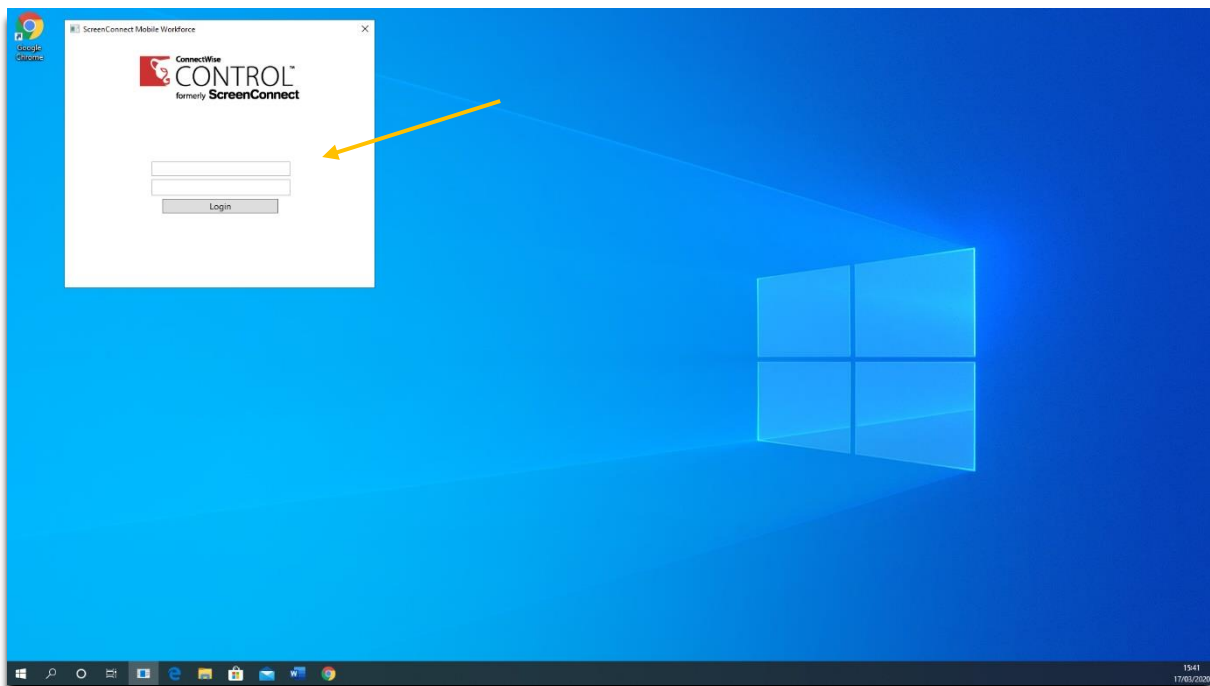 Google
Chrome
ScreenConnect Mobile Workforce
ConnectWise
CONTROL™
formerly ScreenConnect
Login
15:41
17/03/2020